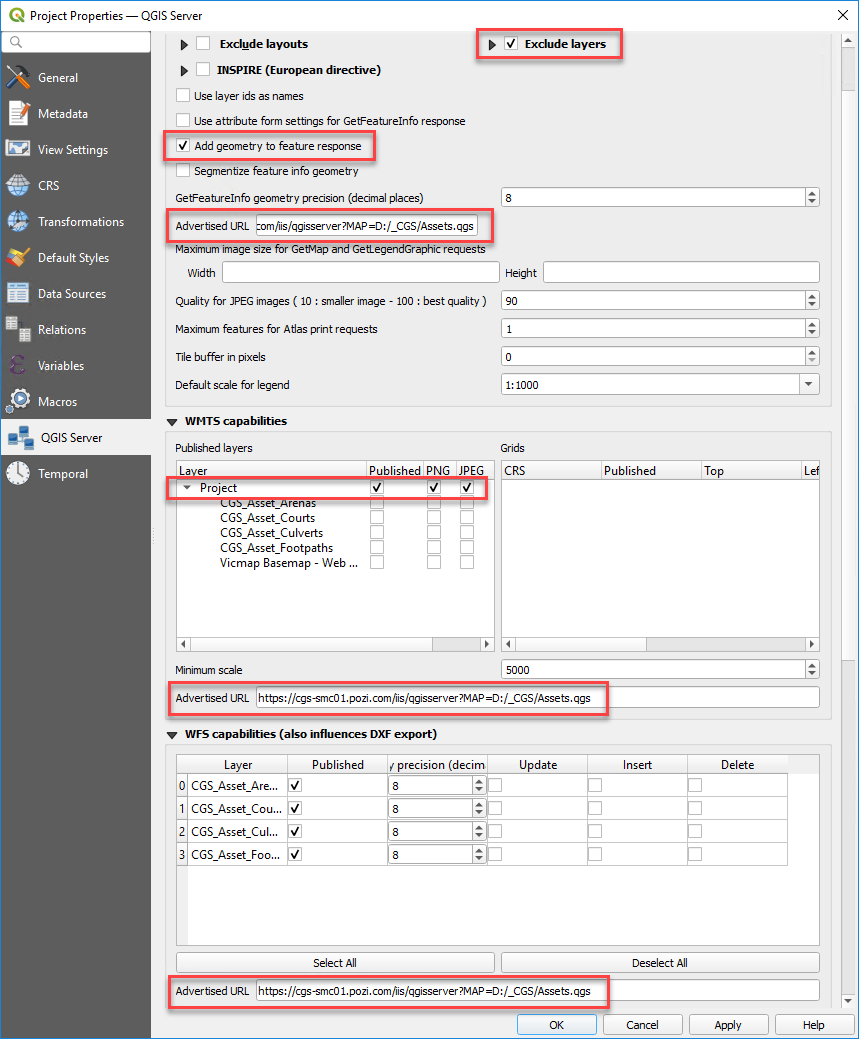 Project Properties — QGIS Server
General
Metadata
View Settings
CRS
Transformations
Default Styles
Data Sources
Relations
Variables
Macros
QGIS Server
Temporal
Exclude layouts
Exclude layers
INSPIRE (European directive)
Use layer ids as names
Use attribute form settings for GetFeatureInfo response
Add geometry to feature response
Segmentize feature info geometry
GetFeatureInfo geometry precision (decimal places) 8
Advertised URL com/iis/qgisserver?MAP=D:/_CGS/Assets.qgs
Maximum image size for GetMap and GetLegendGraphic requests
Width Height
Quality for JPEG images ( 10 : smaller image - 100 : best quality ) 90
Maximum features for Atlas print requests 1
Tile buffer in pixels 0
Default scale for legend 1:1000
WMTS capabilities
Published layers Grids
Layer Published PNG JPEG CRS Published Top Lef
Project
CGS_Asset_Arenas
CGS_Asset_Courts
CGS_Asset_Culverts
CGS_Asset_Footpaths
Vicmap Basemap - Web ...
Minimum scale 5000
Advertised URL https://cgs-smc01.pozi.com/iis/qgisserver?MAP=D:/_CGS/Assets.qgs
WFS capabilities (also influences DXF export)
Layer Published y precision (decim Update Insert Delete
0 CGS_Asset_Are... 8
1 CGS_Asset_Cou... 8
2 CGS_Asset_Cul... 8
3 CGS_Asset_Foo... 8
Select All Deselect All
Advertised URL https://cgs-smc01.pozi.com/iis/qgisserver?MAP=D:/_CGS/Assets.qgs
OK Cancel Apply Help